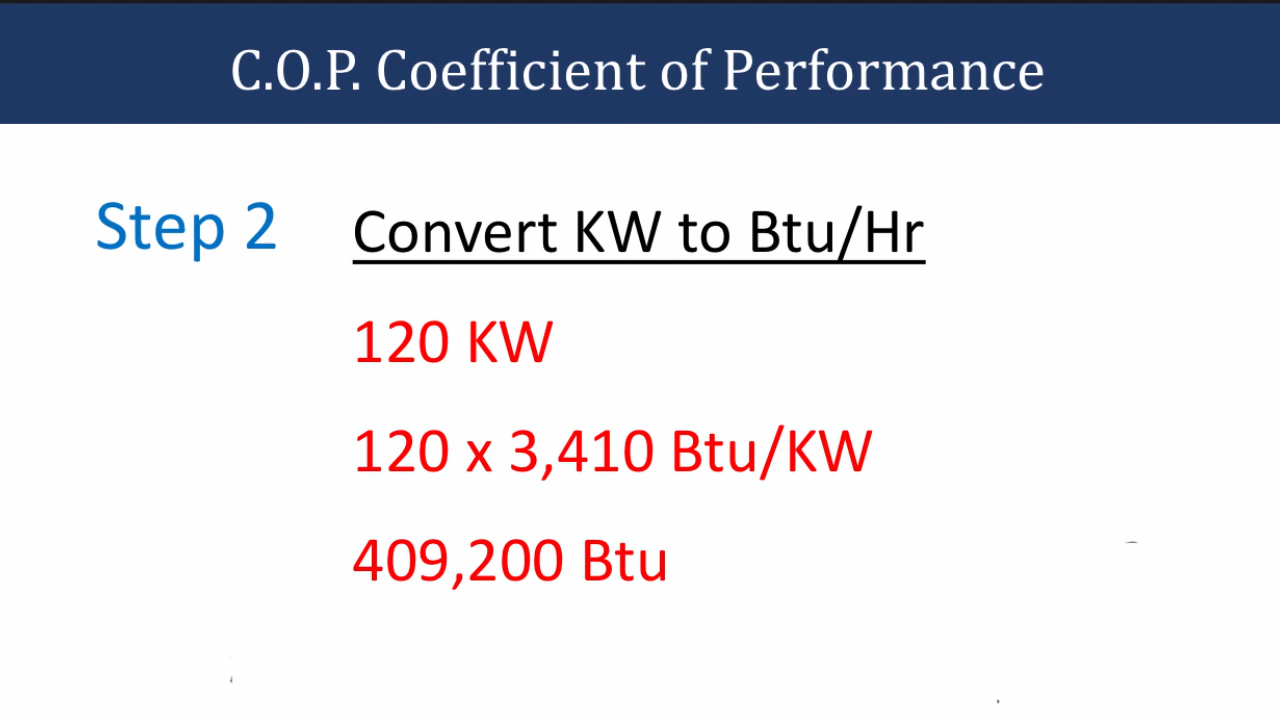 C.O.P. Coefficient of Performance
Step 2 Convert KW to Btu/Hr
120 KW
120 x 3,410 Btu/KW
409,200 Btu